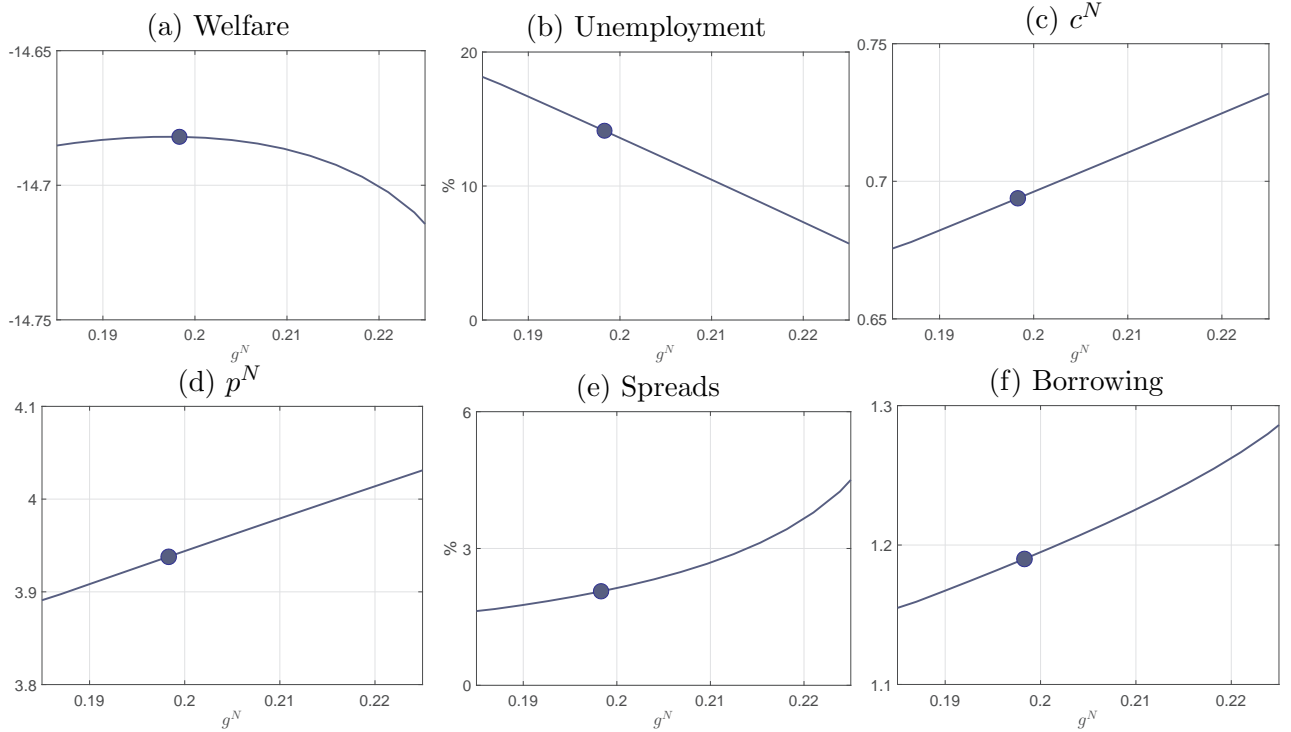 (a) Welfare
-14.65
-14.7
-14.75
0.19 0.2 0.21 0.22
g^N
(b) Unemployment
20
10
0
%
0.19 0.2 0.21 0.22
g^N
(c) c^N
0.75
0.7
0.65
0.19 0.2 0.21 0.22
g^N
(d) p^N
4.1
4
3.9
3.8
0.19 0.2 0.21 0.22
g^N
(e) Spreads
6
3
0
%
0.19 0.2 0.21 0.22
g^N
(f) Borrowing
1.3
1.2
1.1
0.19 0.2 0.21 0.22
g^N